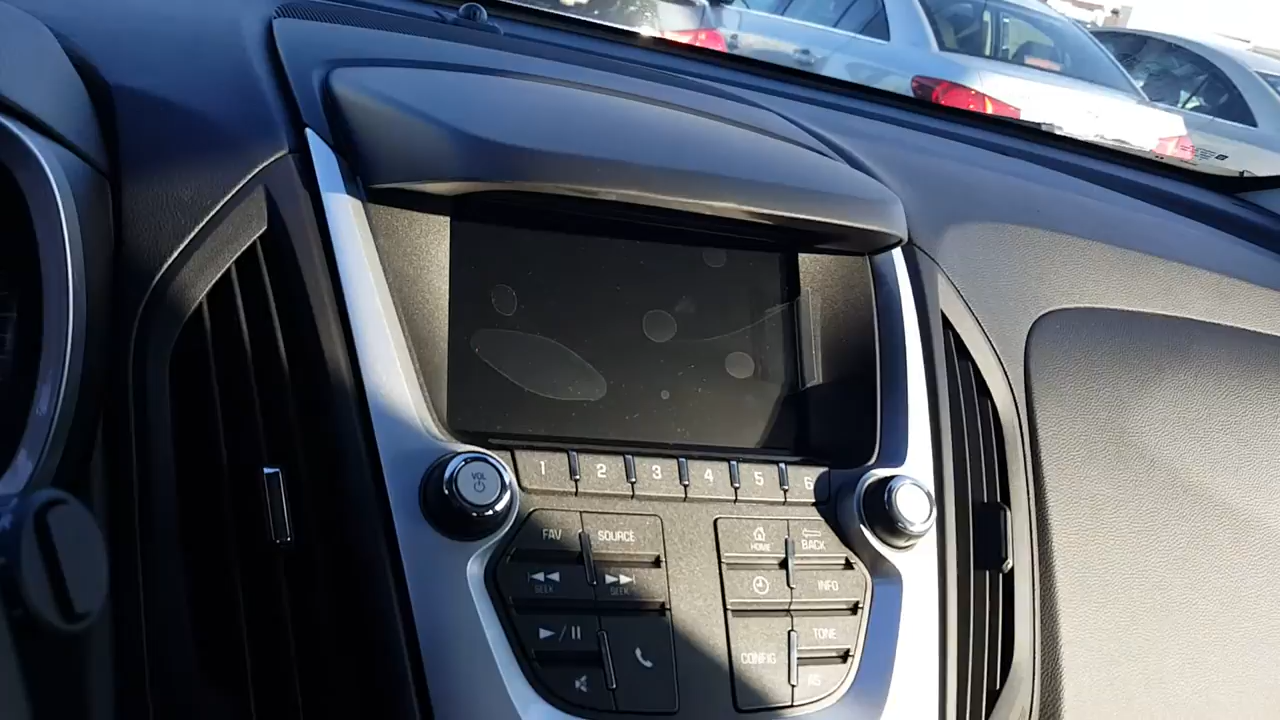 VOL
1 2 3 4 5 6
FAV SOURCE
SEEK SEEK
HOME BACK
INFO
TONE
CONFIG
AS